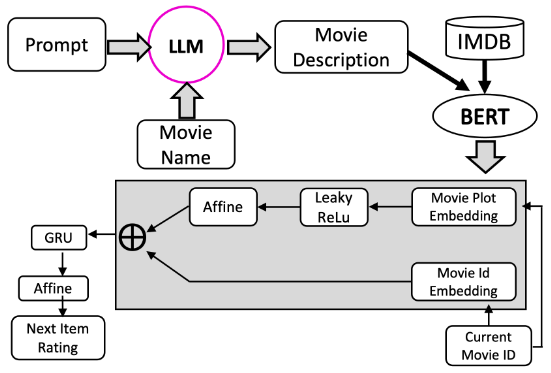 Prompt
LLM
Movie
Description
IMDB
BERT
Movie
Name
Affine
Leaky
ReLu
Movie Plot
Embedding
GRU
Affine
Next Item
Rating
Movie Id
Embedding
Current
Movie ID